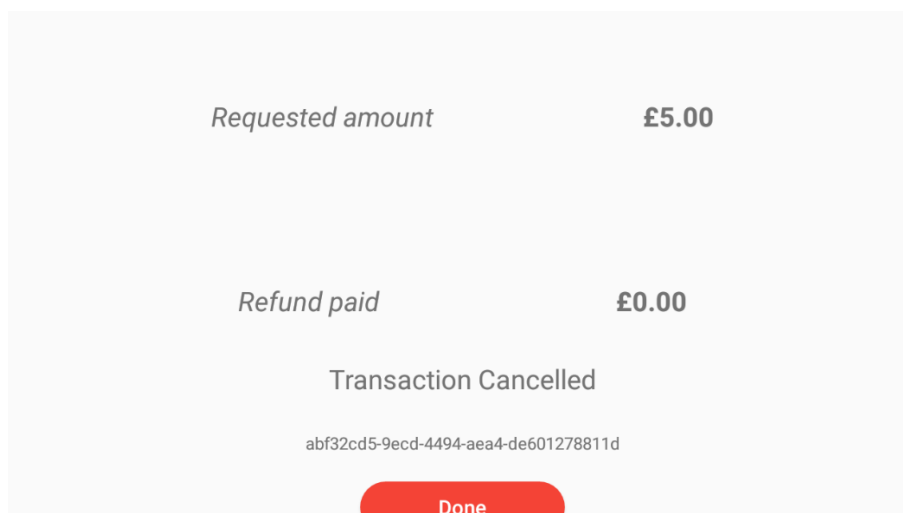 Requested amount £5.00
Refund paid £0.00
Transaction Cancelled
abf32cd5-9ecd-4494-aea4-de601278811d
Done